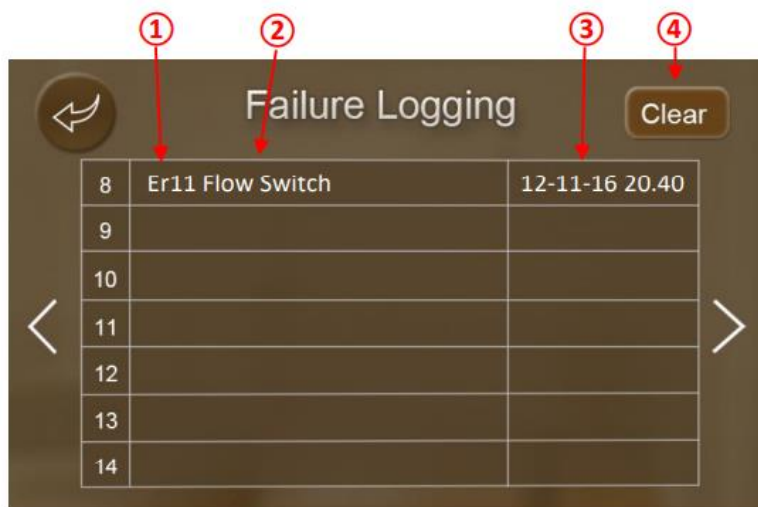 ① ② ③ ④
Failure Logging Clear
8 Er11 Flow Switch 12-11-16 20.40
9
10
11
12
13
14